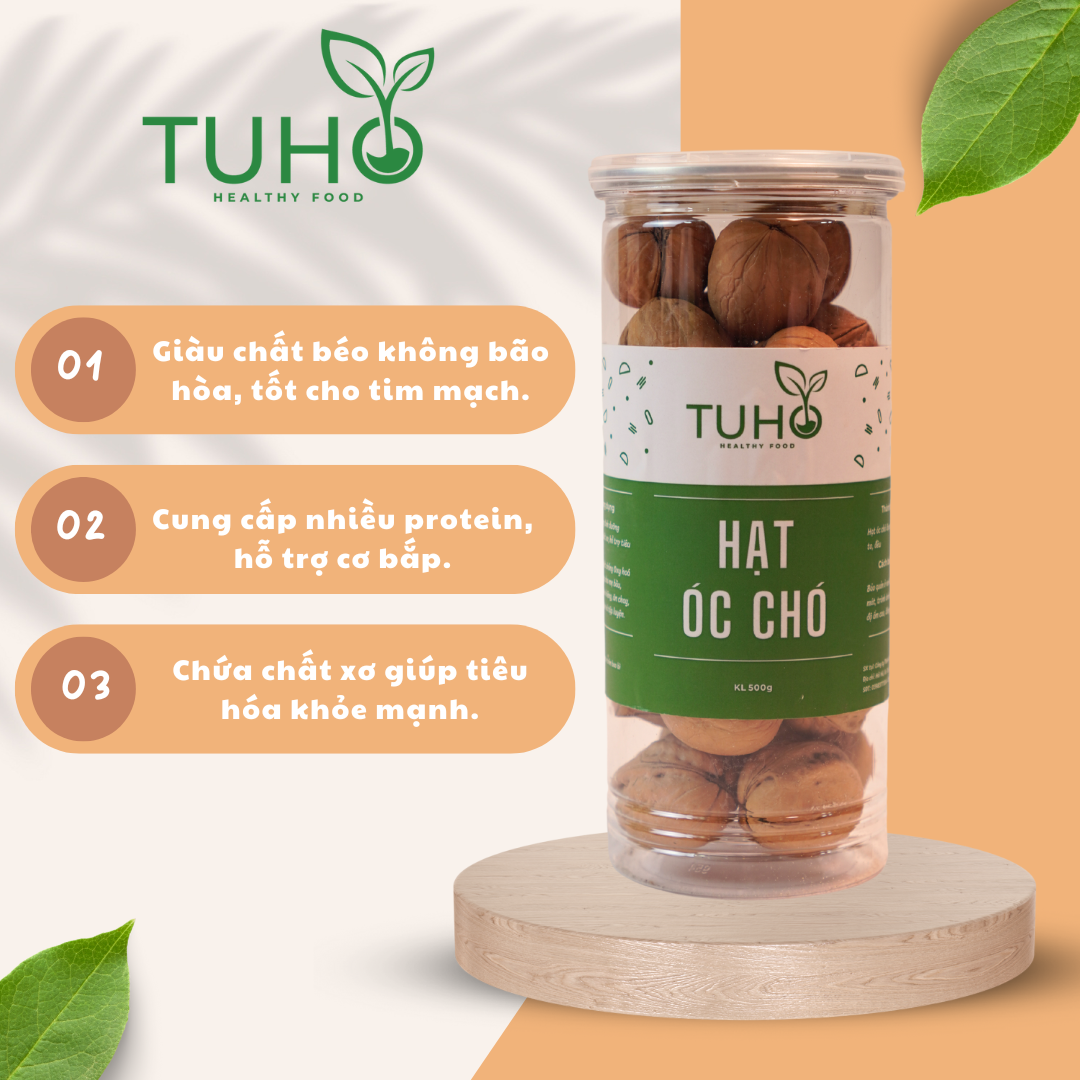 TUHO
HEALTHY FOOD
01
Giàu chất béo không bão
hòa, tốt cho tim mạch.
02
Cung cấp nhiều protein,
hỗ trợ cơ bắp.
03
Chứa chất xơ giúp tiêu
hóa khỏe mạnh.
TUHO
HEALTHY FOOD
HẠT
ÓC CHÓ
KL 500g